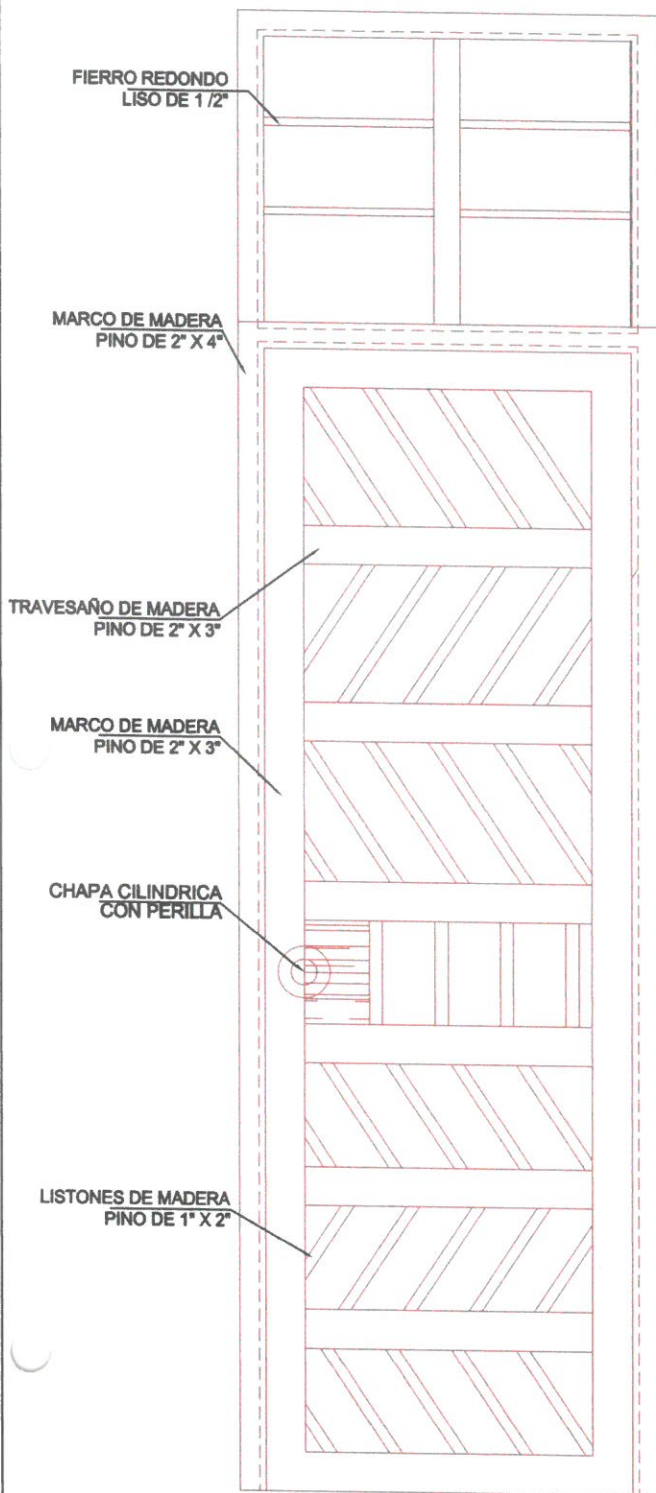 FIERRO REDONDO
LISO DE 1 /2"
MARCO DE MADERA
PINO DE 2" X 4"
TRAVESAÑO DE MADERA
PINO DE 2" X 3"
MARCO DE MADERA
PINO DE 2" X 3"
CHAPA CILINDRICA
CON PERILLA
LISTONES DE MADERA
PINO DE 1" X 2"